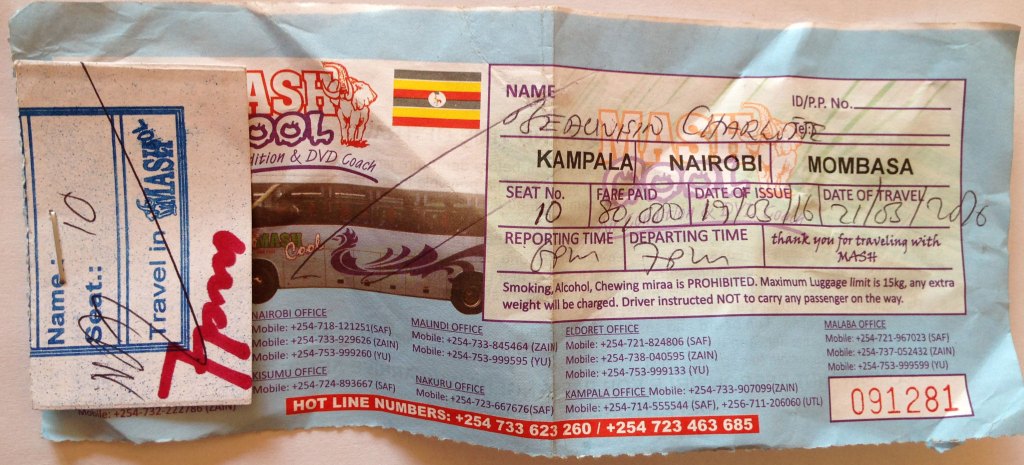 Name: 
Seat.: 10
Travel in MASH
MASH
COOL
dition & DVD Coach
MASH
Cool
NAME
CHARLOTTE
ID/P.P. No.
KAMPALA NAIROBI MOMBASA
SEAT No. FARE PAID DATE OF ISSUE DATE OF TRAVEL
10 80,000 19/03/16 21/03/2016
REPORTING TIME DEPARTING TIME thank you for traveling with
6pm 7pm MASH
Smoking, Alcohol, Chewing miraa is PROHIBITED. Maximum Luggage limit is 15kg, any extra
weight will be charged. Driver instructed NOT to carry any passenger on the way.
NAIROBI OFFICE
Mobile: +254-718-121251(SAF)
Mobile: +254-733-929626 (ZAIN)
Mobile: +254-753-999260 (YU)
KISUMU OFFICE
Mobile: +254-724-893667 (SAF)
+254-732-222786 (ZAIN)
MALINDI OFFICE
Mobile: +254-733-845464 (ZAIN)
Mobile: +254-753-999595 (YU)
NAKURU OFFICE
Mobile: +254-723-667676(SAF)
ELDORET OFFICE
Mobile: +254-721-824806 (SAF)
Mobile: +254-738-040595 (ZAIN)
Mobile: +254-753-999133 (YU)
KAMPALA OFFICE Mobile: +254-733-907099(ZAIN)
Mobile: +254-714-555544 (SAF), +256-711-206060 (UTL)
MALABA OFFICE
Mobile: +254-721-967023 (SAF)
Mobile: +254-737-052432 (ZAIN)
Mobile: +254-753-999599 (YU)
091281
HOT LINE NUMBERS: +254 733 623 260 / +254 723 463 685